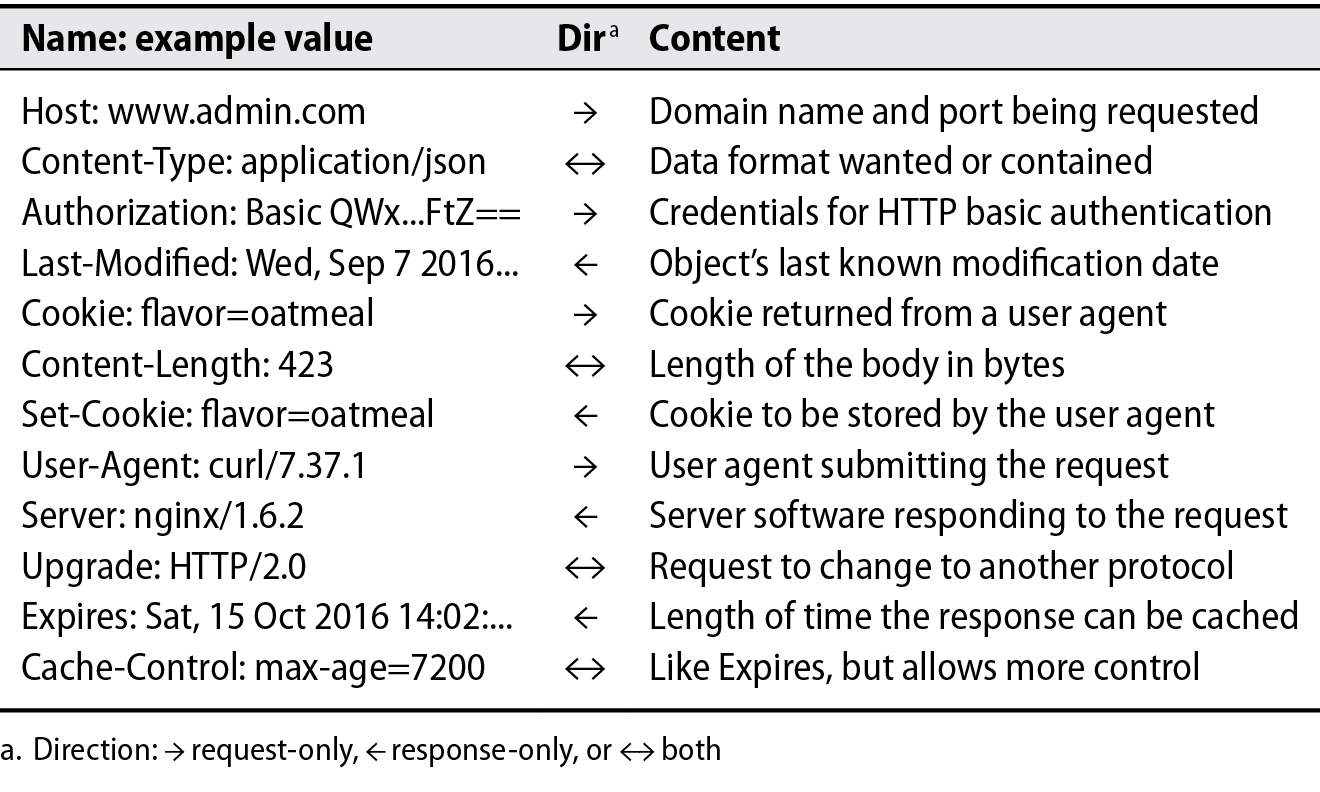 Name: example value Dir a Content
Host: www.admin.com → Domain name and port being requested
Content-Type: application/json ↔ Data format wanted or contained
Authorization: Basic QWx...FtZ== → Credentials for HTTP basic authentication
Last-Modified: Wed, Sep 7 2016... ← Object’s last known modification date
Cookie: flavor=oatmeal → Cookie returned from a user agent
Content-Length: 423 ↔ Length of the body in bytes
Set-Cookie: flavor=oatmeal ← Cookie to be stored by the user agent
User-Agent: curl/7.37.1 → User agent submitting the request
Server: nginx/1.6.2 ← Server software responding to the request
Upgrade: HTTP/2.0 ↔ Request to change to another protocol
Expires: Sat, 15 Oct 2016 14:02:... ← Length of time the response can be cached
Cache-Control: max-age=7200 ↔ Like Expires, but allows more control
a. Direction: → request-only, ← response-only, or ↔ both